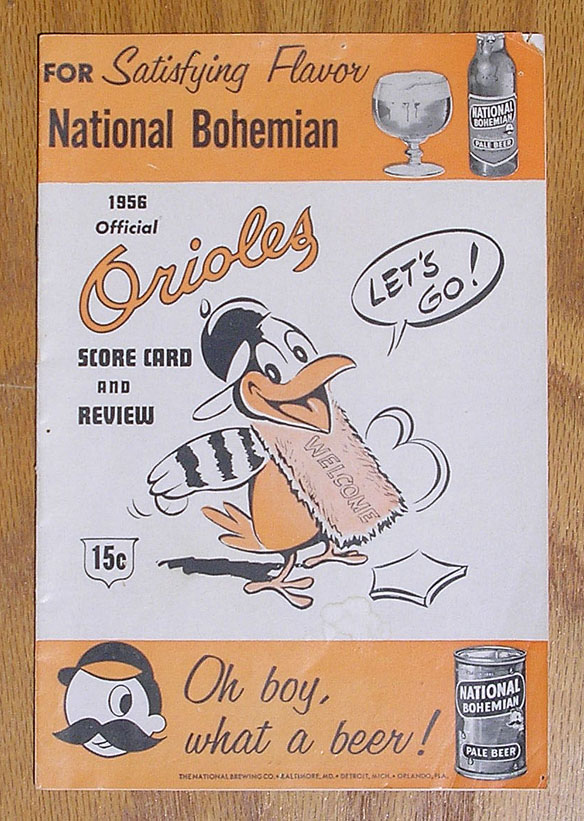 FOR Satisfying Flavor
National Bohemian
NATIONAL
BOHEMIAN
PALE BEER
1956
Official
Orioles
LET'S
GO!
SCORE CARD
AND
REVIEW
WELCOME
15c
Oh boy,
what a beer!
NATIONAL
BOHEMIAN
PALE BEER
THE NATIONAL BREWING CO. • BALTIMORE, MD. • DETROIT, MICH. • ORLANDO, FLA.